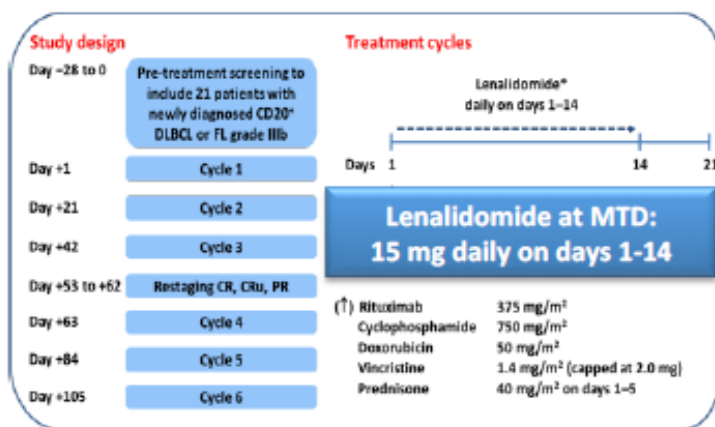 Study design
Day −28 to 0
Pre-treatment screening to
include 21 patients with
newly diagnosed CD20⁺
DLBCL or FL grade IIIb
Day +1
Cycle 1
Day +21
Cycle 2
Day +42
Cycle 3
Day +53 to +62
Restaging CR, CRu, PR
Day +63
Cycle 4
Day +84
Cycle 5
Day +105
Cycle 6
Treatment cycles
Lenalidomide*
daily on days 1–14
Days 1 14 21
Lenalidomide at MTD:
15 mg daily on days 1-14
(↑) Rituximab 375 mg/m²
Cyclophosphamide 750 mg/m²
Doxorubicin 50 mg/m²
Vincristine 1.4 mg/m² (capped at 2.0 mg)
Prednisone 40 mg/m² on days 1–5